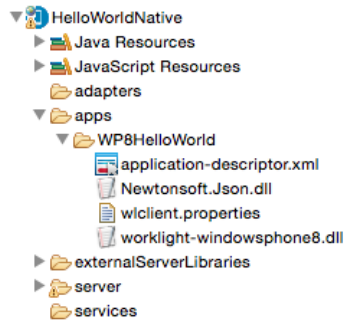 HelloWorldNative
Java Resources
JavaScript Resources
adapters
apps
WP8HelloWorld
application-descriptor.xml
Newtonsoft.Json.dll
wlclient.properties
worklight-windowsphone8.dll
externalServerLibraries
server
services